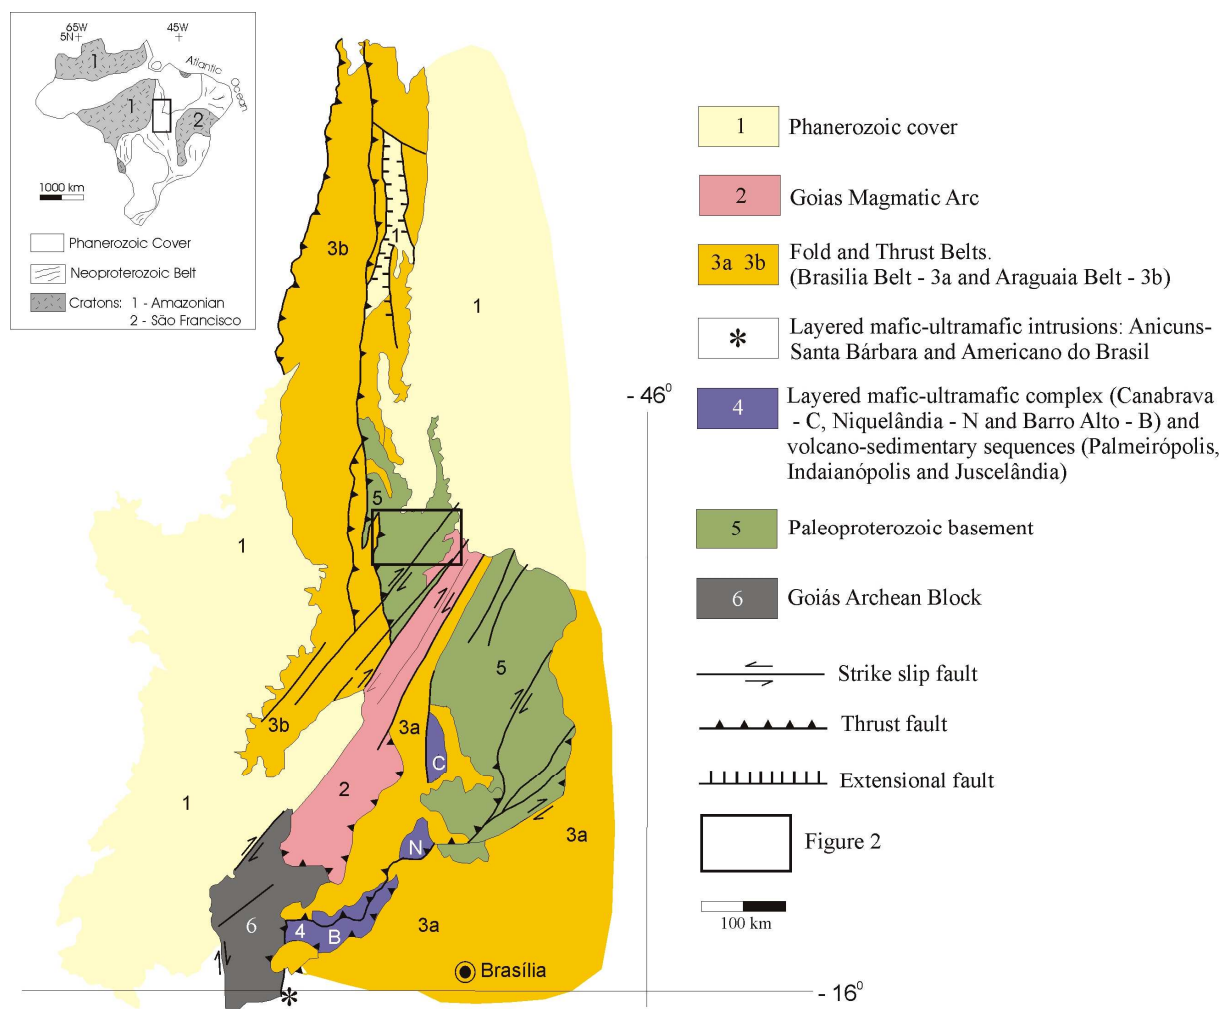 65W
5N
45W
Atlantic
Ocean
1
1
2
1000 km
Phanerozoic Cover
Neoproterozoic Belt
Cratons: 1 - Amazonian
2 - São Francisco
3b
1
1
5
1
3b
3a
5
C
2
1
3a
N
6
4
B
3a
Brasília
*
- 46⁰
- 16⁰
1 Phanerozoic cover
2 Goias Magmatic Arc
3a 3b Fold and Thrust Belts.
(Brasilia Belt - 3a and Araguaia Belt - 3b)
* Layered mafic-ultramafic intrusions: Anicuns-
Santa Bárbara and Americano do Brasil
4 Layered mafic-ultramafic complex (Canabrava
- C, Niquelândia - N and Barro Alto - B) and
volcano-sedimentary sequences (Palmeirópolis,
Indaianópolis and Juscelândia)
5 Paleoproterozoic basement
6 Goiás Archean Block
Strike slip fault
Thrust fault
Extensional fault
Figure 2
100 km